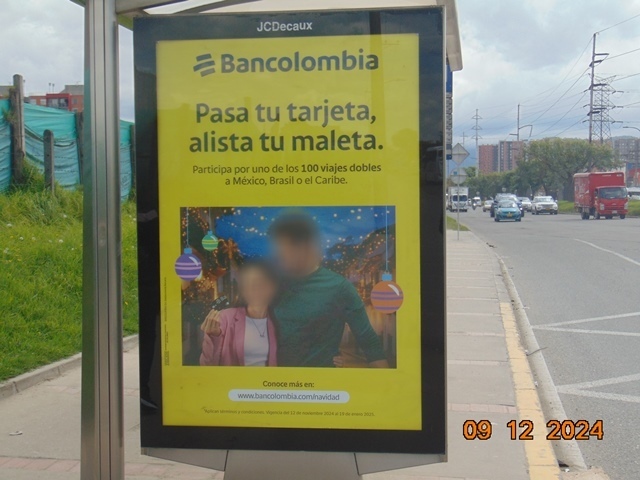 JCDecaux
Bancolombia
Pasa tu tarjeta,
alista tu maleta.
Participa por uno de los 100 viajes dobles
a México, Brasil o el Caribe.
Conoce más en:
www.bancolombia.com/navidad
09 12 2024